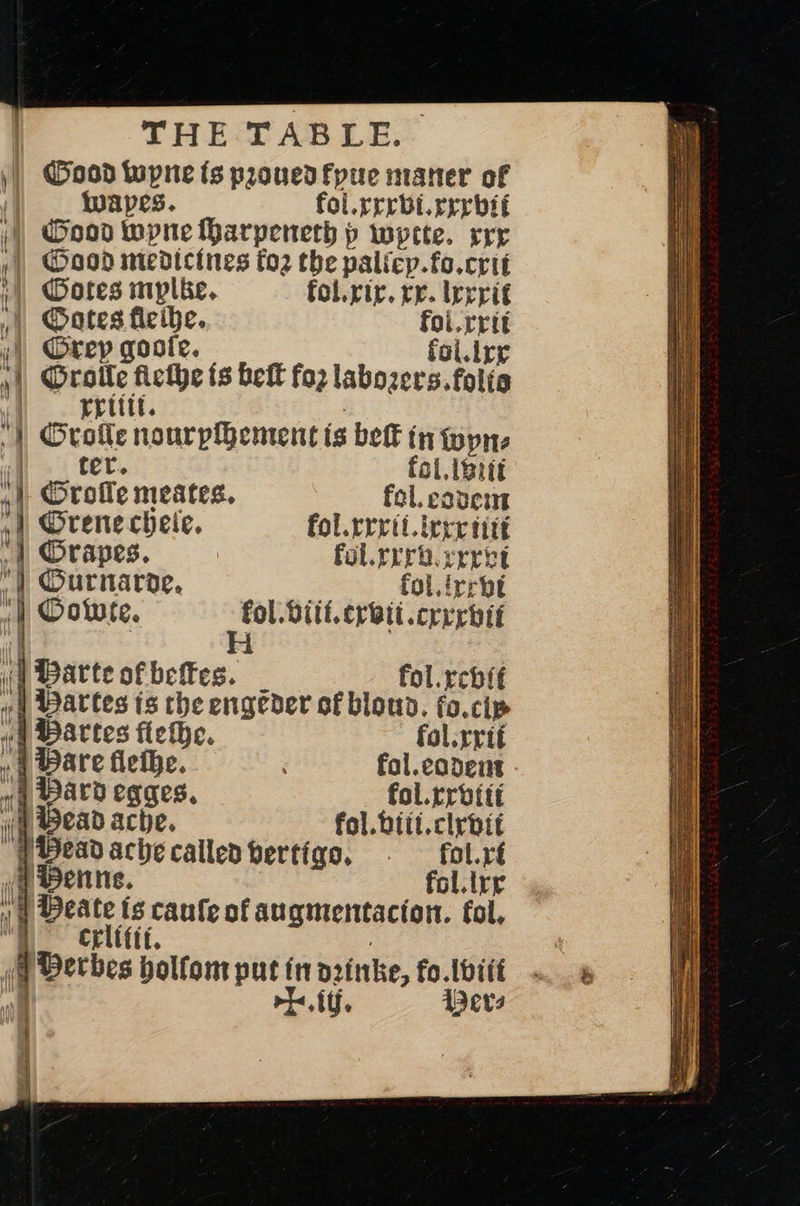 THE TABLE.
Good wyne is proued fyue maner of
wayes. fol.xxxvi.xxxvii
Good wyne sharpeneth þ wytte. xxx
Good medicines for the palsey.fo.cxii
Gotes mylke. fol.xix. xx. lxxxii
Gotes fleshe. fol.xxii
Grey goose. fol.lxx
Grosse fleshe is best for laborers.folio
xxiiii.
Grosse nouryshement is best in wyn⸗
ter. fol.lviii
Grosse meates. fol.eodem
Grene chese. fol.xxxii.lxxxiiii
Grapes. fol.xxxv.xxxvi
Gurnarde. fol.lxxvi
Gowte. fol.viii.cxvii.cxxxvii
H
Harte of bestes. fol.xcvii
Hartes is the engēder of bloud. fo.clv
Hartes fleshe. fol.xxii
Hare fleshe. fol.eodem
Hard egges. fol.xxviii
Head ache. fol.viii.clxvii
Head ache called vertigo. fol.xi
Henne. fol.lxx
Heate is cause of augmentacion. fol.
cxliiii.
Herbes holsom put in drinke, fo.lviii
✠.iij. Her⸗